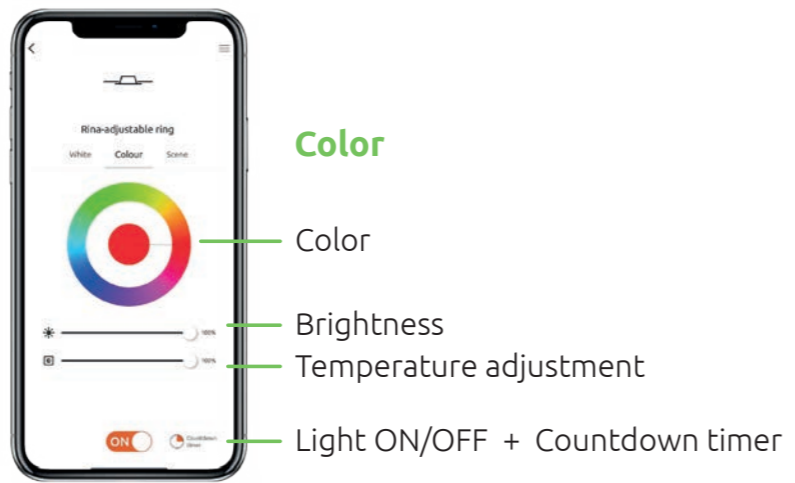 Rina-adjustable ring
White Colour Scene
Color
Color
100%
Brightness
100%
Temperature adjustment
ON
Countdown
timer
Light ON/OFF + Countdown timer